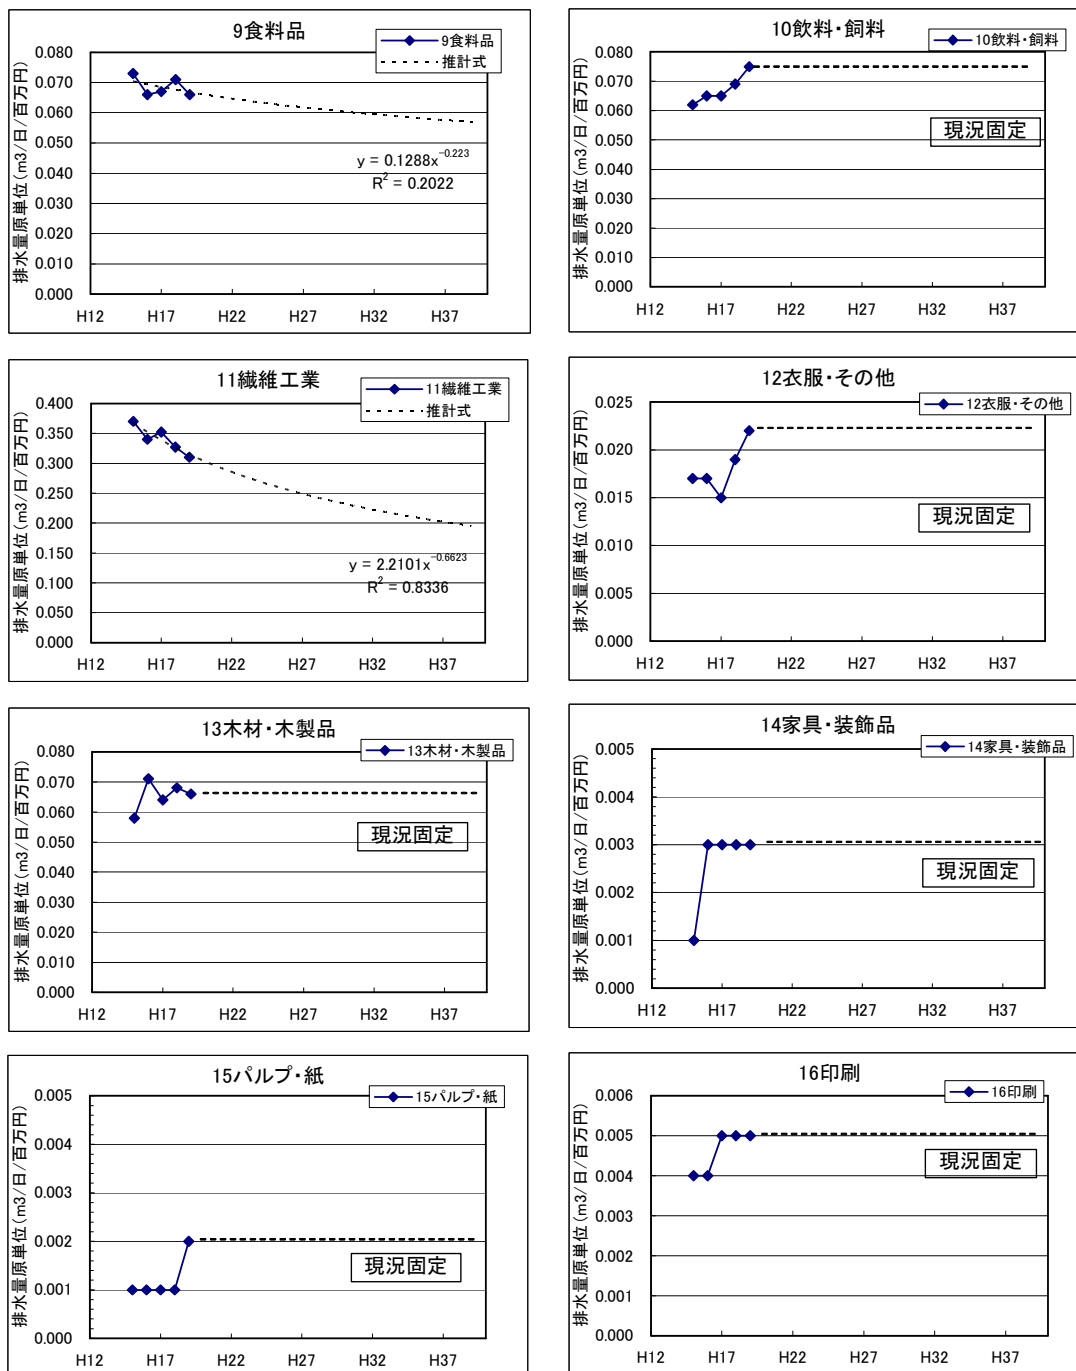 9食料品
9食料品
推計式
排水量原単位(m3/日/百万円)
0.080
0.070
0.060
0.050
0.040
0.030
0.020
0.010
0.000
y = 0.1288x^-0.223
R^2 = 0.2022
H12 H17 H22 H27 H32 H37
10飲料・飼料
10飲料・飼料
排水量原単位(m3/日/百万円)
0.080
0.070
0.060
0.050
0.040
0.030
0.020
0.010
0.000
現況固定
H12 H17 H22 H27 H32 H37
11繊維工業
11繊維工業
推計式
排水量原単位(m3/日/百万円)
0.400
0.350
0.300
0.250
0.200
0.150
0.100
0.050
0.000
y = 2.2101x^-0.6623
R^2 = 0.8336
H12 H17 H22 H27 H32 H37
12衣服・その他
12衣服・その他
排水量原単位(m3/日/百万円)
0.025
0.020
0.015
0.010
0.005
0.000
現況固定
H12 H17 H22 H27 H32 H37
13木材・木製品
13木材・木製品
排水量原単位(m3/日/百万円)
0.080
0.070
0.060
0.050
0.040
0.030
0.020
0.010
0.000
現況固定
H12 H17 H22 H27 H32 H37
14家具・装飾品
14家具・装飾品
排水量原単位(m3/日/百万円)
0.005
0.004
0.003
0.002
0.001
0.000
現況固定
H12 H17 H22 H27 H32 H37
15パルプ・紙
15パルプ・紙
排水量原単位(m3/日/百万円)
0.005
0.004
0.003
0.002
0.001
0.000
現況固定
H12 H17 H22 H27 H32 H37
16印刷
16印刷
排水量原単位(m3/日/百万円)
0.006
0.005
0.004
0.003
0.002
0.001
0.000
現況固定
H12 H17 H22 H27 H32 H37